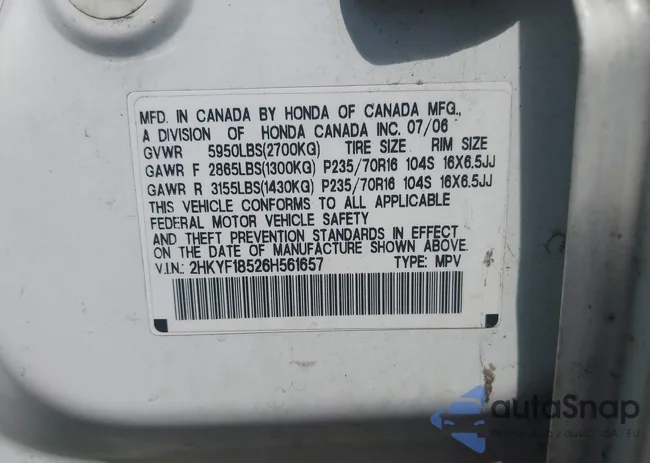 MFD. IN CANADA BY HONDA OF CANADA MFG.,
A DIVISION OF HONDA CANADA INC. 07/06
GVWR 5950LBS(2700KG) TIRE SIZE RIM SIZE
GAWR F 2865LBS(1300KG) P235/70R16 104S 16X6.5JJ
GAWR R 3155LBS(1430KG) P235/70R16 104S 16X6.5JJ
THIS VEHICLE CONFORMS TO ALL APPLICABLE
FEDERAL MOTOR VEHICLE SAFETY
AND THEFT PREVENTION STANDARDS IN EFFECT
ON THE DATE OF MANUFACTURE SHOWN ABOVE.
V.I.N.: 2HKYF18526H561657 TYPE: MPV
autoSnap